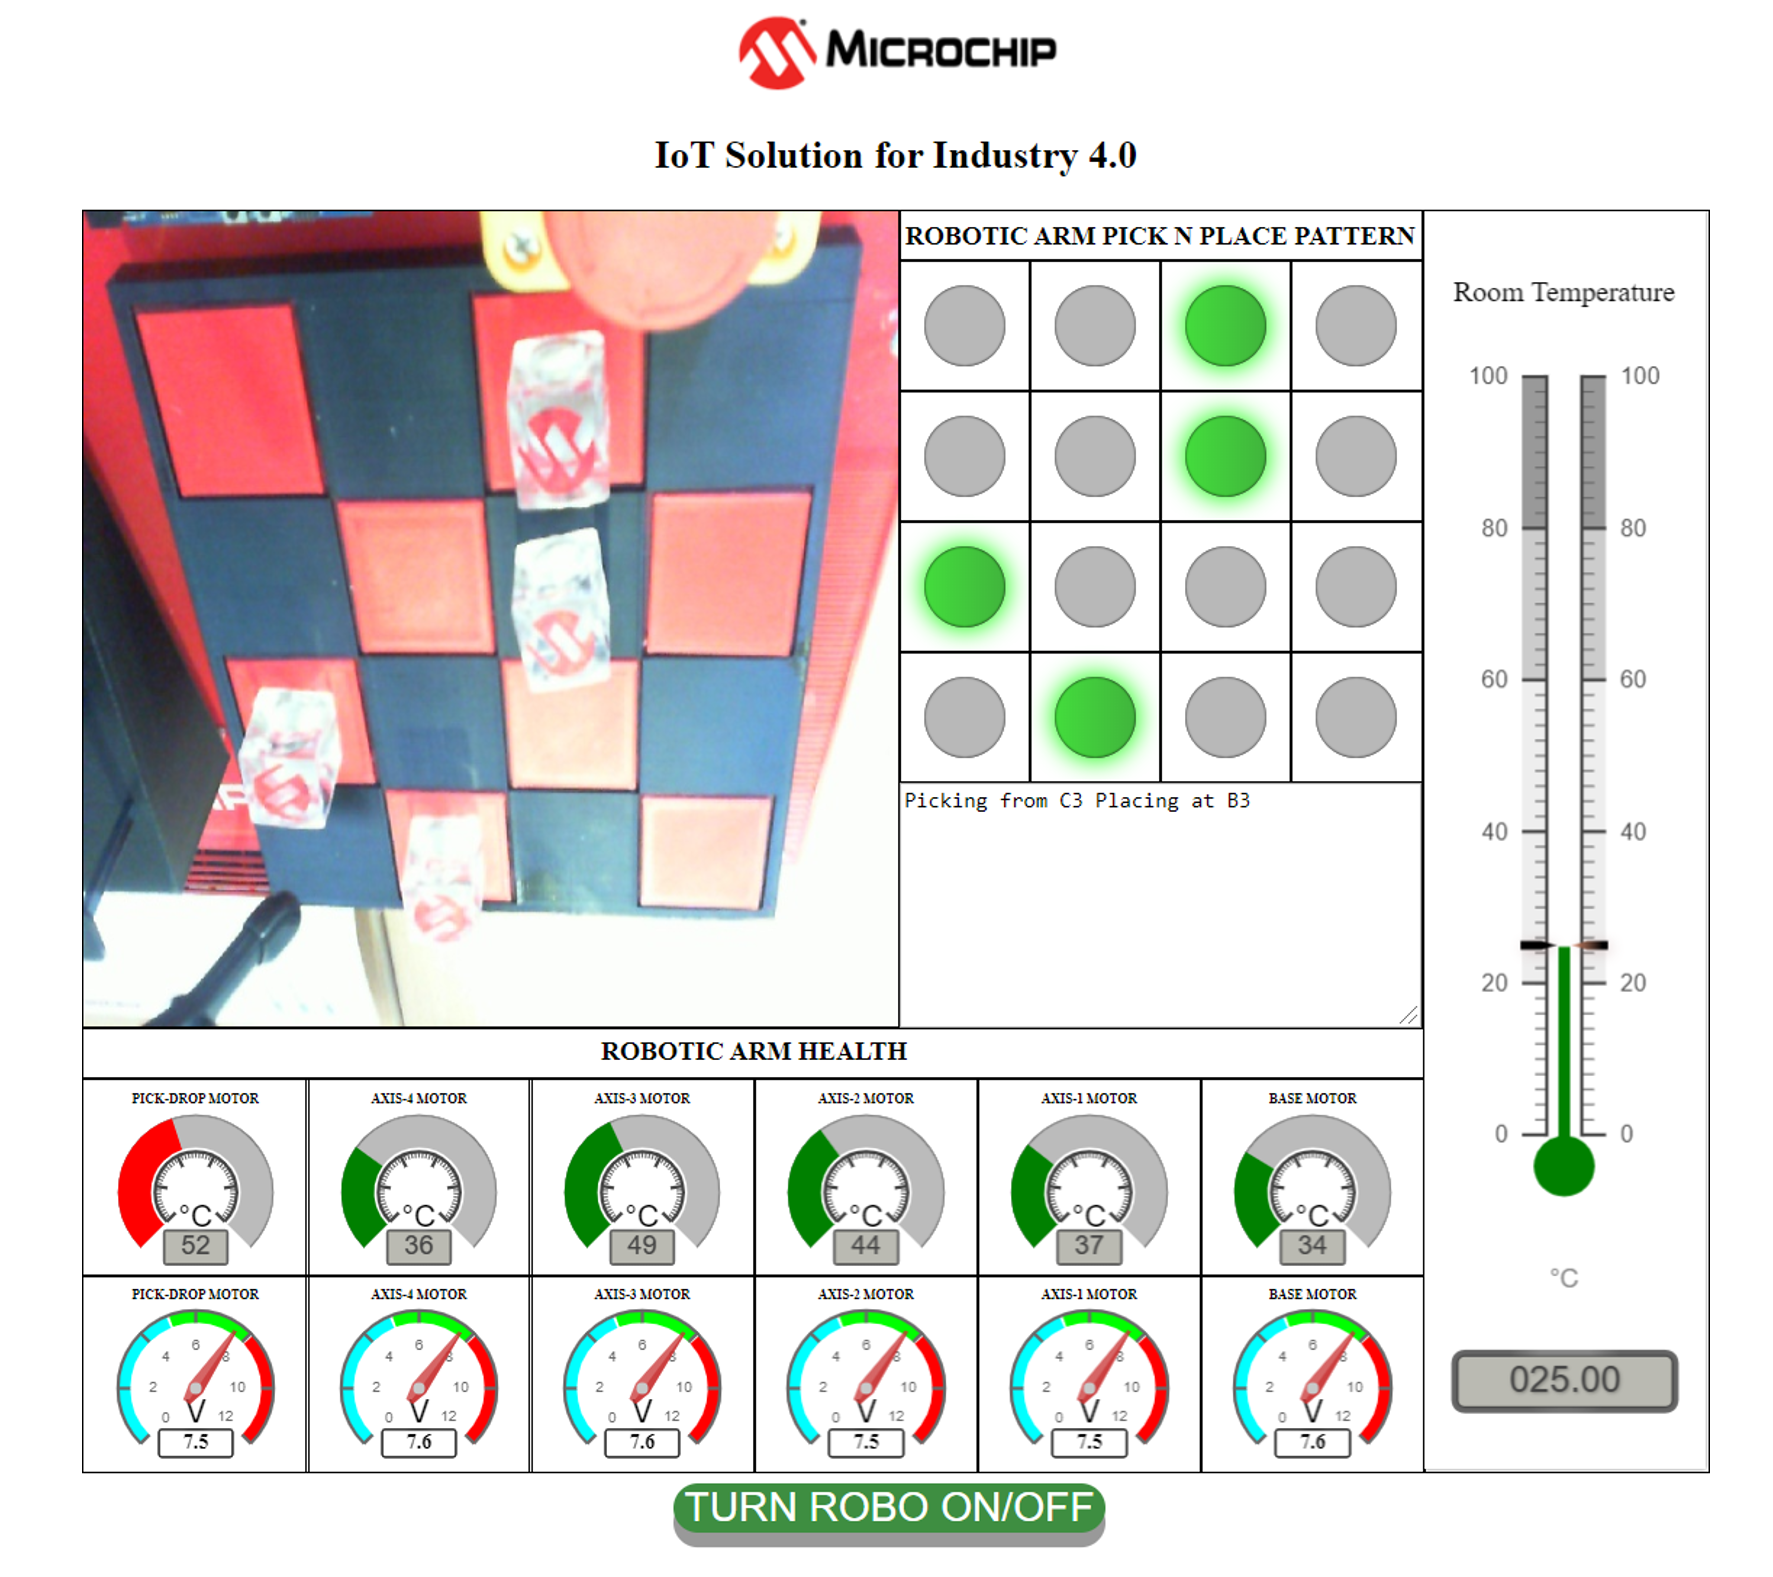 MICROCHIP
IoT Solution for Industry 4.0
ROBOTIC ARM PICK N PLACE PATTERN
Picking from C3 Placing at B3
Room Temperature
100 100
80 80
60 60
40 40
20 20
0 0
°C
025.00
ROBOTIC ARM HEALTH
PICK-DROP MOTOR AXIS-4 MOTOR AXIS-3 MOTOR AXIS-2 MOTOR AXIS-1 MOTOR BASE MOTOR
°C °C °C °C °C °C
52 36 49 44 37 34
PICK-DROP MOTOR AXIS-4 MOTOR AXIS-3 MOTOR AXIS-2 MOTOR AXIS-1 MOTOR BASE MOTOR
0 2 4 6 8 10 12 V 0 2 4 6 8 10 12 V 0 2 4 6 8 10 12 V 0 2 4 6 8 10 12 V 0 2 4 6 8 10 12 V 0 2 4 6 8 10 12 V
7.5 7.6 7.6 7.5 7.5 7.6
TURN ROBO ON/OFF